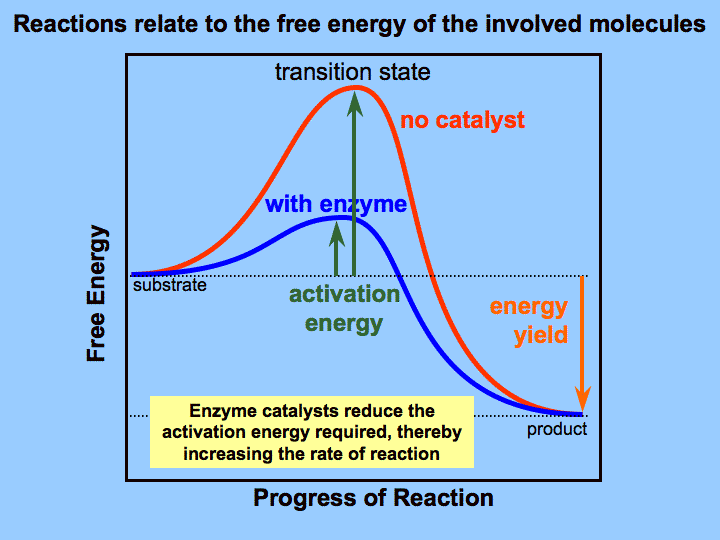 Reactions relate to the free energy of the involved molecules
transition state
no catalyst
with enzyme
substrate
activation
energy
energy
yield
Free Energy
Enzyme catalysts reduce the
activation energy required, thereby
increasing the rate of reaction
product
Progress of Reaction